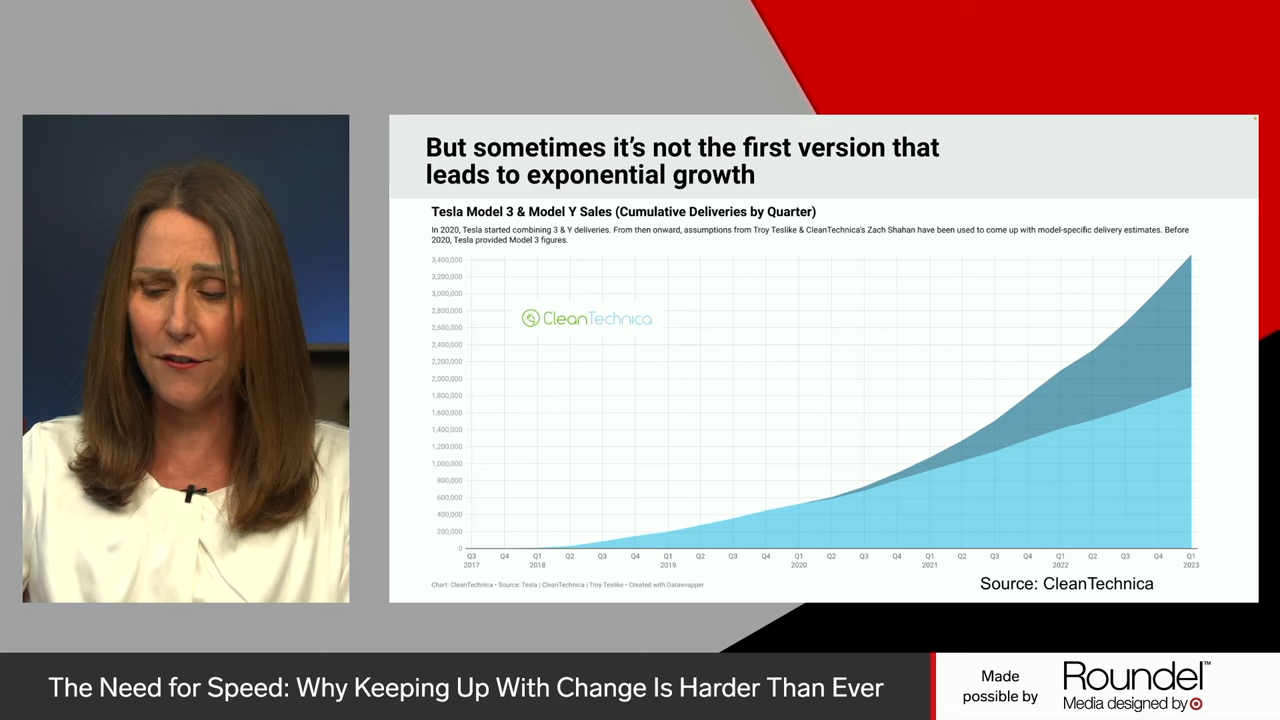 But sometimes it's not the first version that
leads to exponential growth
Tesla Model 3 & Model Y Sales (Cumulative Deliveries by Quarter)
In 2020, Tesla started combining 3 & Y deliveries. From then onward, assumptions from Troy Teslike & CleanTechnica's Zach Shahan have been used to come up with model-specific delivery estimates. Before
2020, Tesla provided Model 3 figures.
3,400,000
3,200,000
3,000,000
2,800,000
2,600,000
2,400,000
2,200,000
2,000,000
1,800,000
1,600,000
1,400,000
1,200,000
1,000,000
800,000
600,000
400,000
200,000
0
CleanTechnica
Q3 Q4 Q1 Q2 Q3 Q4 Q1 Q2 Q3 Q4 Q1 Q2 Q3 Q4 Q1 Q2 Q3 Q4 Q1 Q2 Q3 Q4 Q1
2017 2018 2019 2020 2021 2022 2023
Chart: CleanTechnica • Source: Tesla | CleanTechnica | Troy Teslike • Created with Datawrapper
Source: CleanTechnica
The Need for Speed: Why Keeping Up With Change Is Harder Than Ever
Made
possible by
Roundel™
Media designed by